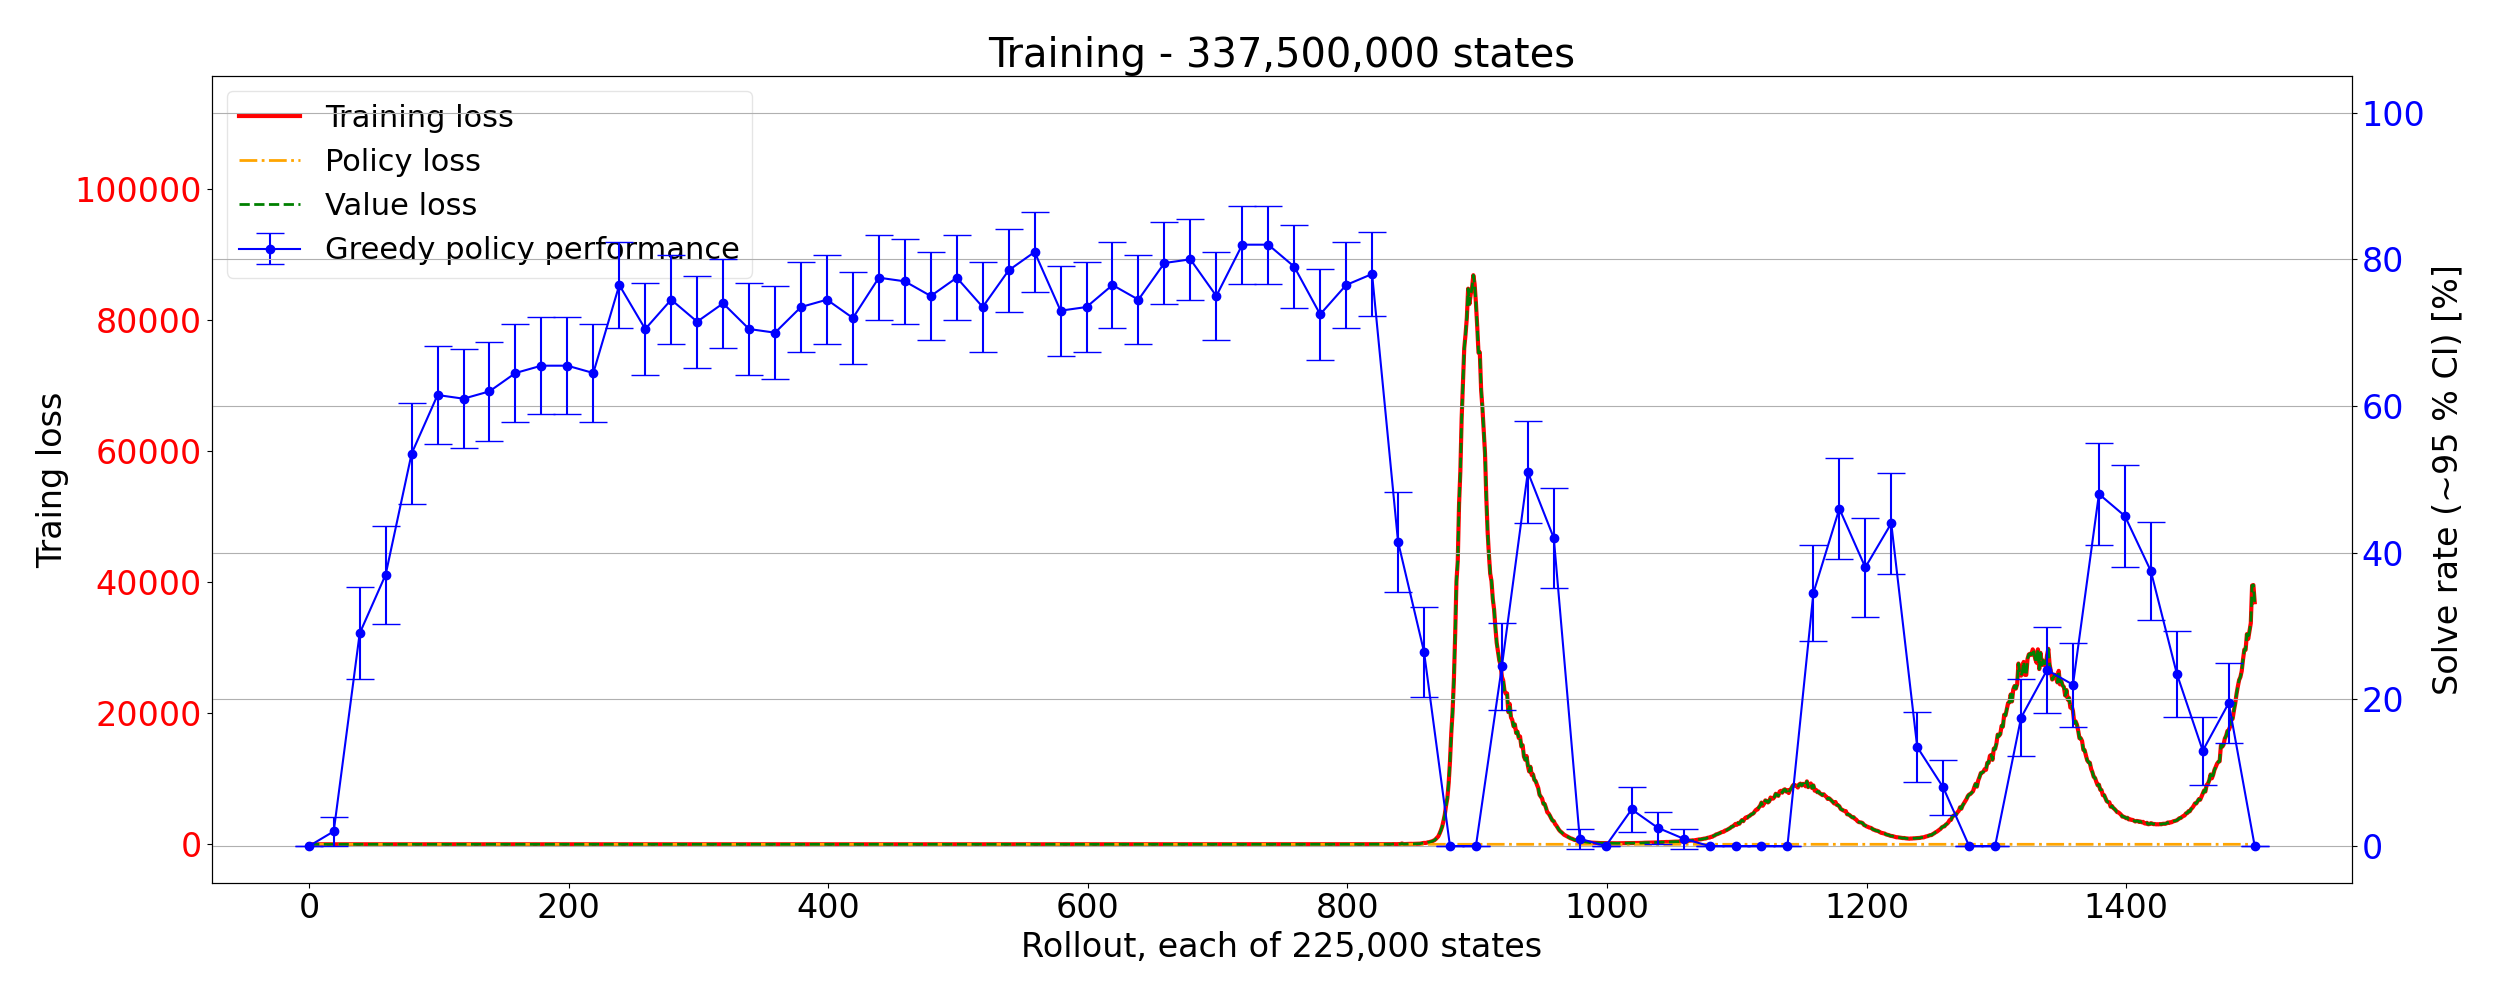 Training - 337,500,000 states
Training loss
Policy loss
Value loss
Greedy policy performance
Traing loss
100000
80000
60000
40000
20000
0
100
80
60
40
20
0
Solve rate (~95 % CI) [%]
0 200 400 600 800 1000 1200 1400
Rollout, each of 225,000 states